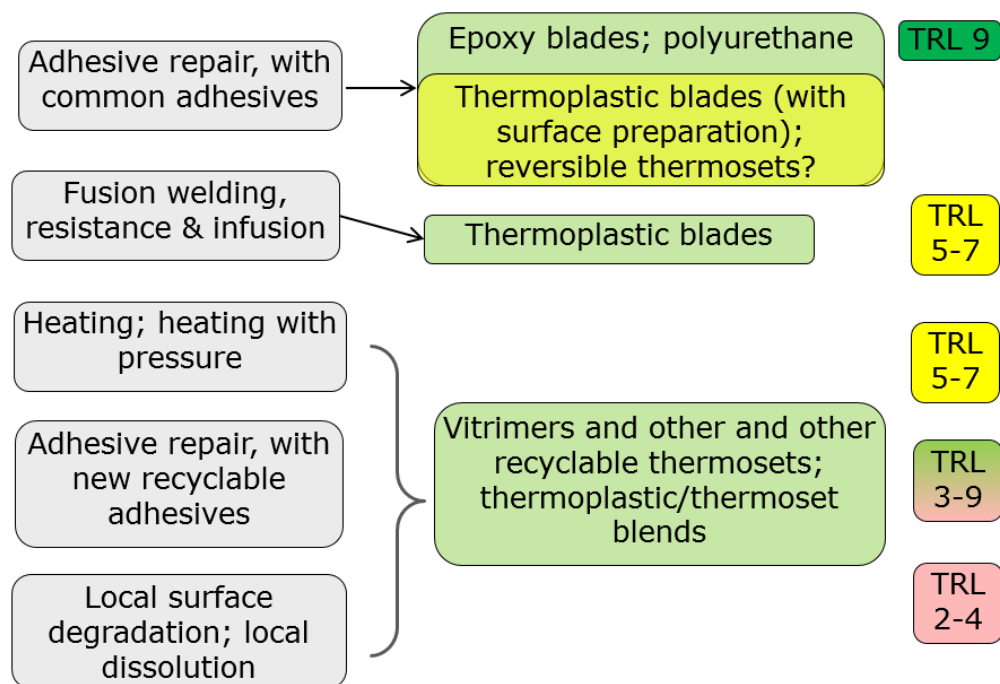 Adhesive repair, with
common adhesives
Epoxy blades; polyurethane
TRL 9
Thermoplastic blades (with
surface preparation);
reversible thermosets?
Fusion welding,
resistance & infusion
Thermoplastic blades
TRL
5-7
Heating; heating with
pressure
TRL
5-7
Adhesive repair, with
new recyclable
adhesives
Vitrimers and other and other
recyclable thermosets;
thermoplastic/thermoset
blends
TRL
3-9
Local surface
degradation; local
dissolution
TRL
2-4